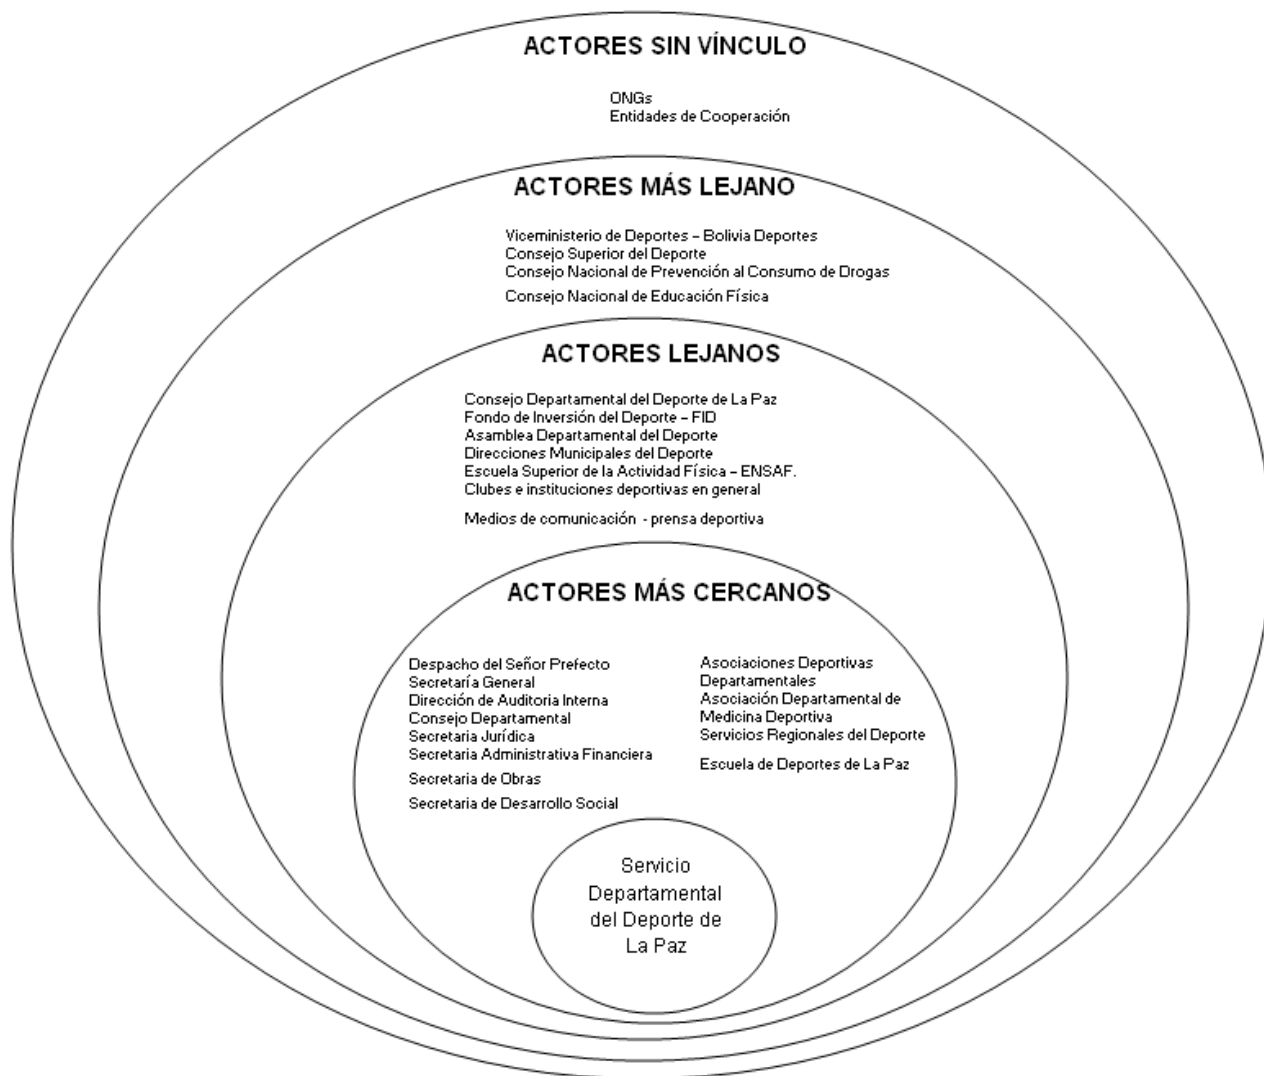 ACTORES SIN VÍNCULO
ONGs
Entidades de Cooperación
ACTORES MÁS LEJANO
Viceministerio de Deportes – Bolivia Deportes
Consejo Superior del Deporte
Consejo Nacional de Prevención al Consumo de Drogas
Consejo Nacional de Educación Física
ACTORES LEJANOS
Consejo Departamental del Deporte de La Paz
Fondo de Inversión del Deporte – FID
Asamblea Departamental del Deporte
Direcciones Municipales del Deporte
Escuela Superior de la Actividad Física – ENSAF.
Clubes e instituciones deportivas en general
Medios de comunicación - prensa deportiva
ACTORES MÁS CERCANOS
Despacho del Señor Prefecto
Secretaría General
Dirección de Auditoria Interna
Consejo Departamental
Secretaria Jurídica
Secretaria Administrativa Financiera
Secretaria de Obras
Secretaria de Desarrollo Social
Asociaciones Deportivas
Departamentales
Asociación Departamental de
Medicina Deportiva
Servicios Regionales del Deporte
Escuela de Deportes de La Paz
Servicio
Departamental
del Deporte de
La Paz